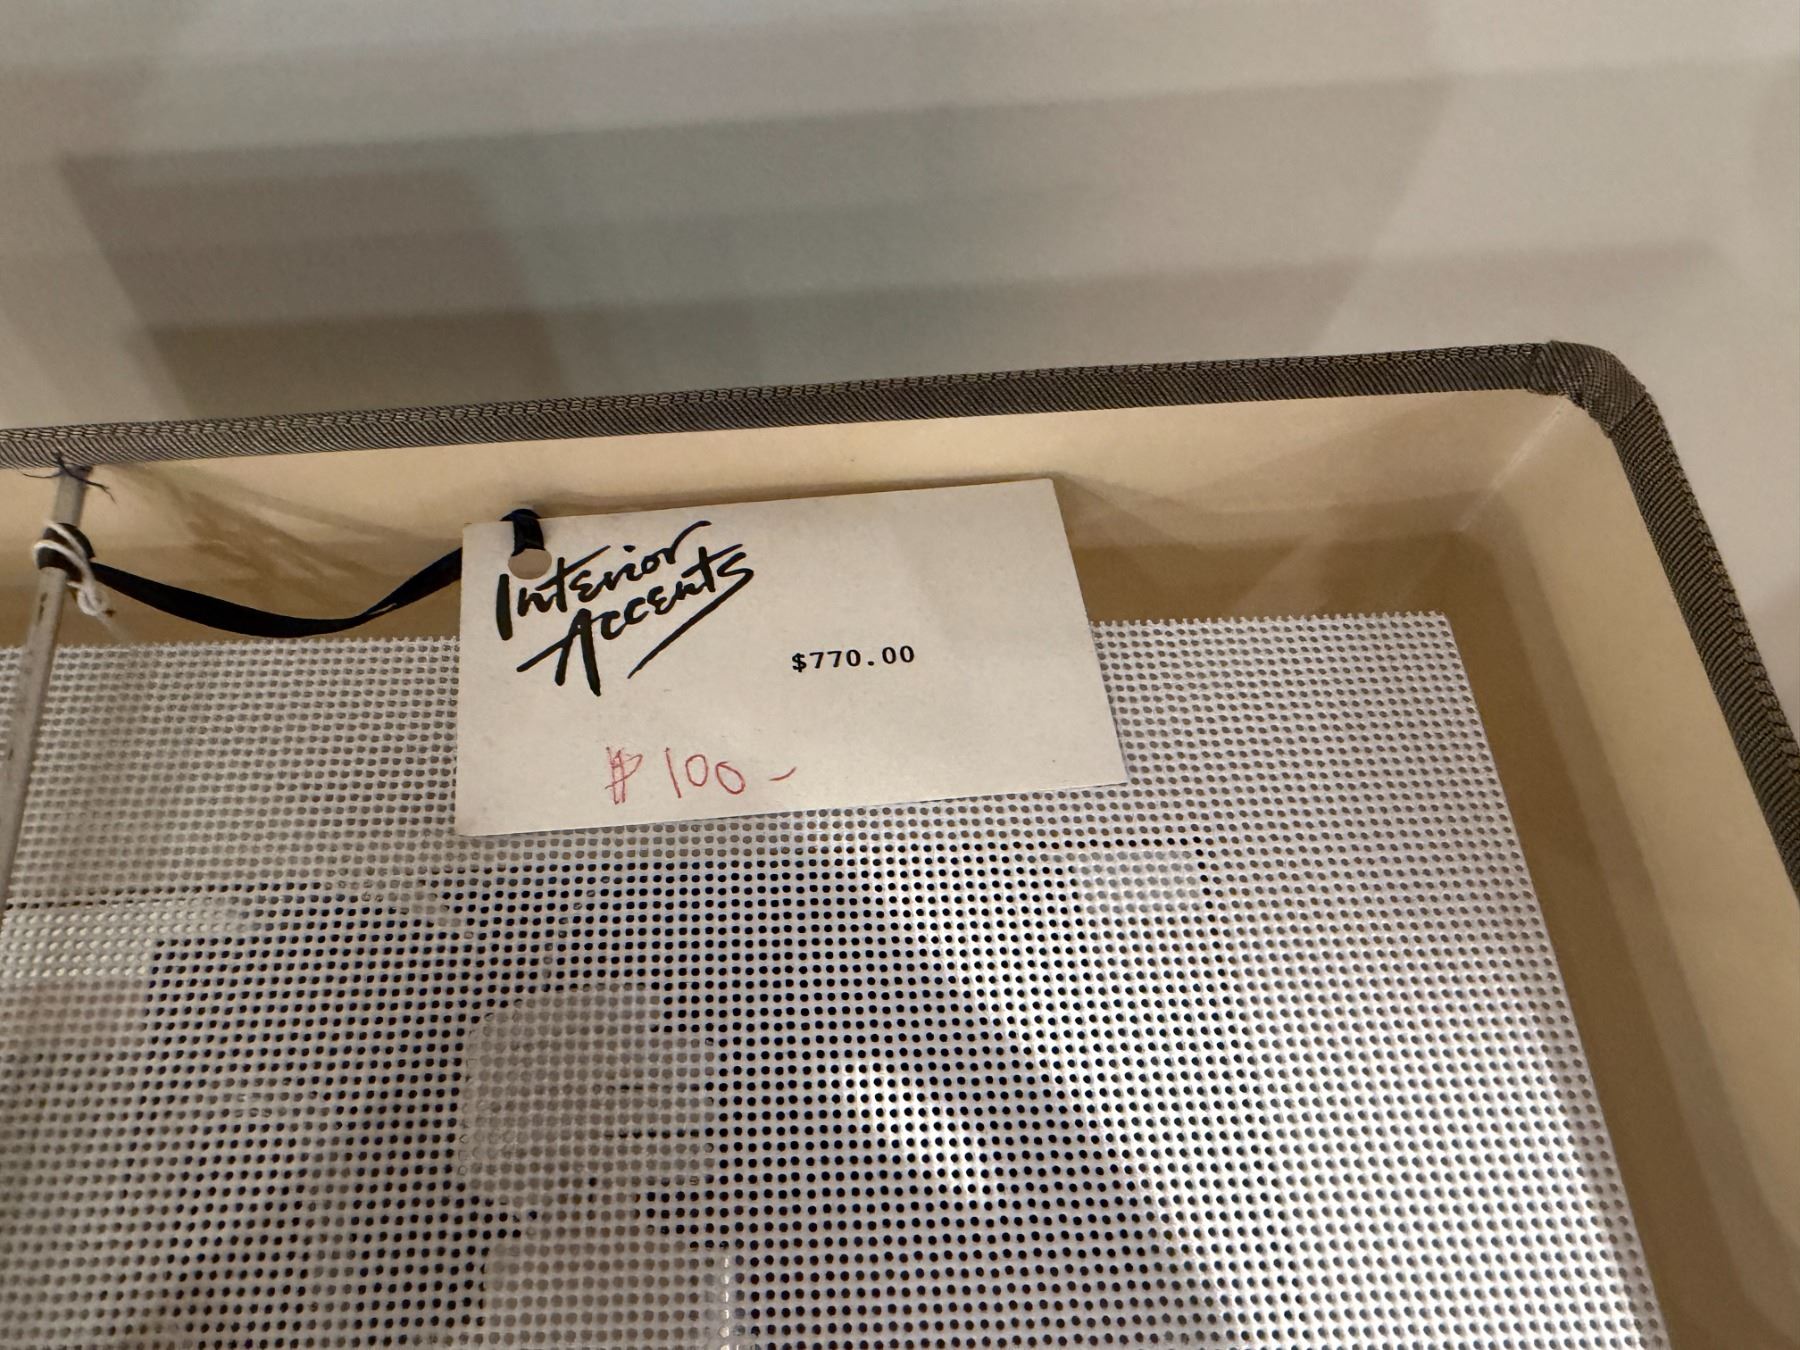 Interior
Accents
$770.00
$100-